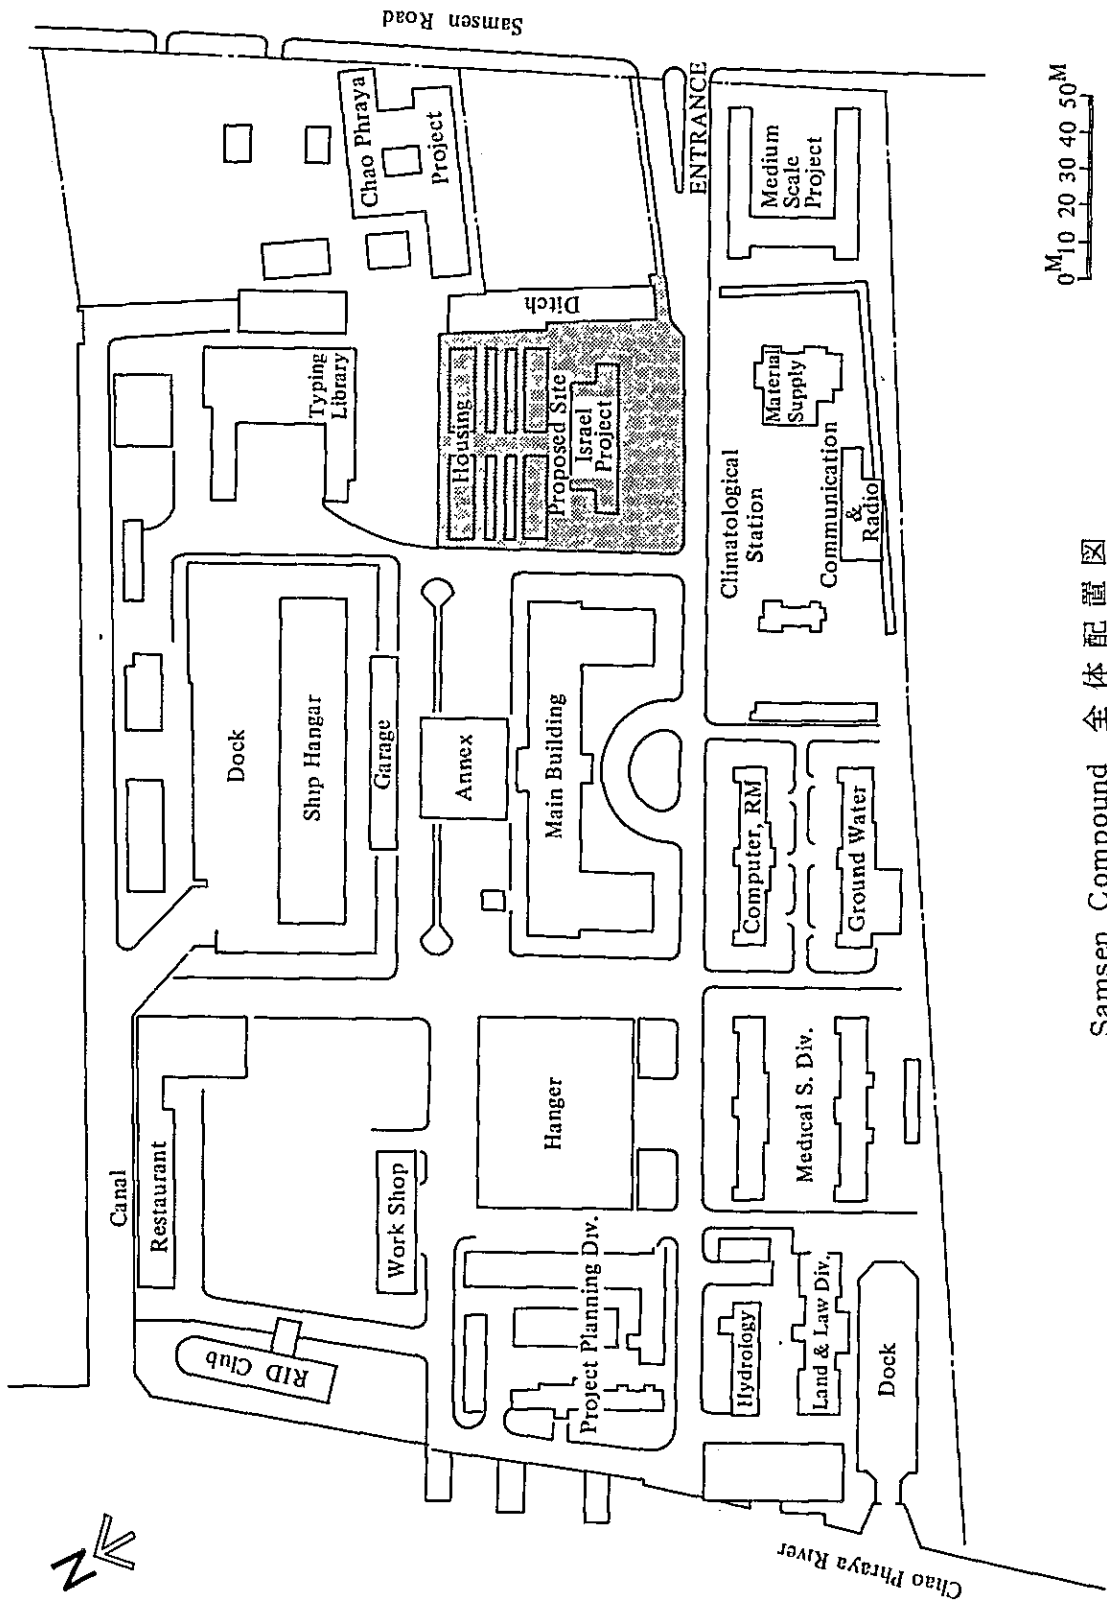 Samsen Road
Chao Phraya
Project
ENTRANCE
Medium
Scale
Project
0M 10 20 30 40 50M
Ditch
Typing
Library
Housing
Proposed Site
Israel
Project
Material
Supply
Climatological
Station
Communication
&
Radio
Dock
Ship Hangar
Garage
Annex
Main Building
Computer, RM
Ground Water
Canal
Restaurant
Work Shop
Hanger
Medical S. Div.
RID Club
Project Planning Div.
Hydrology
Land & Law Div.
Dock
Chao Phraya River
N
Samsen Compound 全体配置図